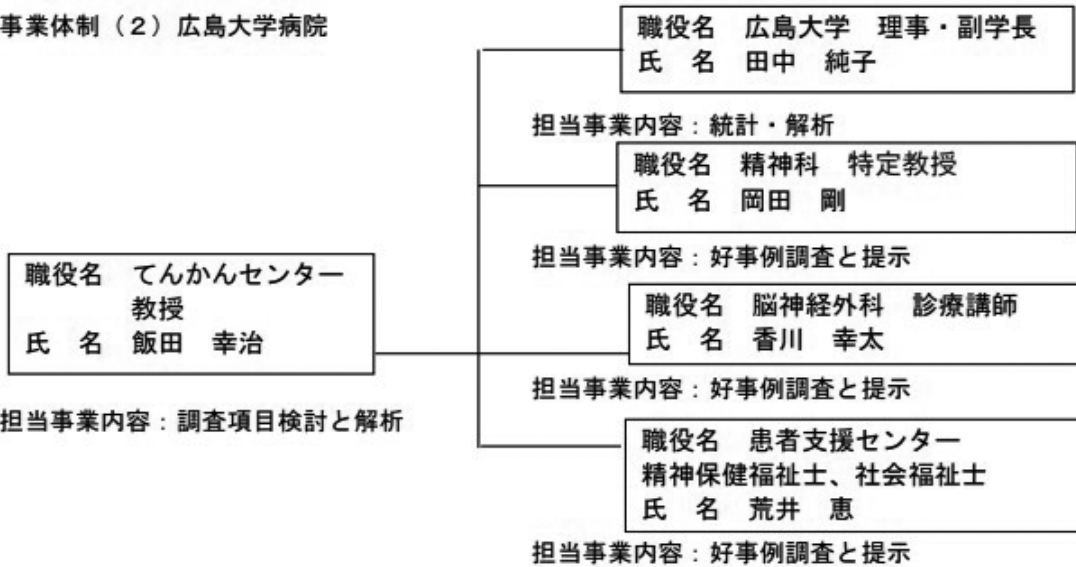 事業体制（２）広島大学病院
職役名　てんかんセンター
教授
氏　名　飯田　幸治
担当事業内容：調査項目検討と解析
職役名　広島大学　理事・副学長
氏　名　田中　純子
担当事業内容：統計・解析
職役名　精神科　特定教授
氏　名　岡田　剛
担当事業内容：好事例調査と提示
職役名　脳神経外科　診療講師
氏　名　香川　幸太
担当事業内容：好事例調査と提示
職役名　患者支援センター
精神保健福祉士、社会福祉士
氏　名　荒井　恵
担当事業内容：好事例調査と提示